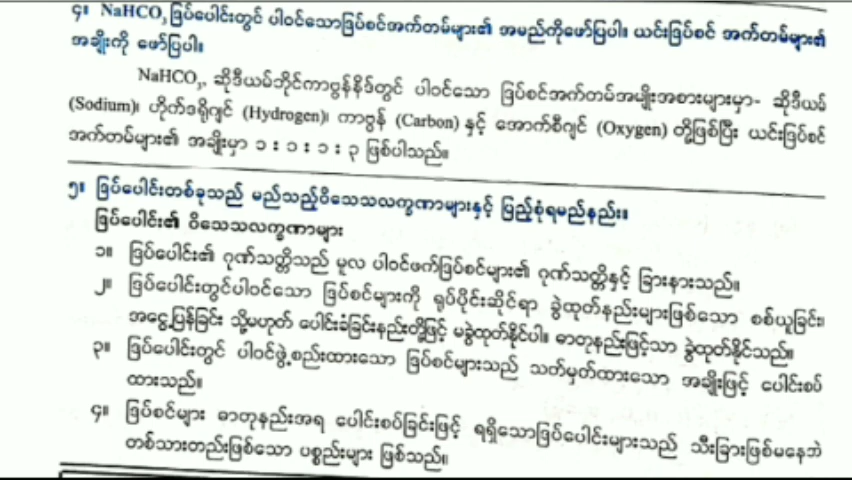 ၄။ NaHCO₃ ဒြပ်ပေါင်းတွင် ပါဝင်သောဒြပ်စင်အက်တမ်များ၏ အမည်ကိုဖော်ပြပါ။ ယင်းဒြပ်စင် အက်တမ်များ၏
အချိုးကို ဖော်ပြပါ။
NaHCO₃, ဆိုဒီယမ်ဘိုင်ကာဗွန်နိတ်တွင် ပါဝင်သော ဒြပ်စင်အက်တမ်အမျိုးအစားများမှာ- ဆိုဒီယမ်
(Sodium)၊ ဟိုက်ဒရိုဂျင် (Hydrogen)၊ ကာဗွန် (Carbon) နှင့် အောက်စီဂျင် (Oxygen) တို့ဖြစ်ပြီး ယင်းဒြပ်စင်
အက်တမ်များ၏ အချိုးမှာ ၁ : ၁ : ၁ : ၃ ဖြစ်ပါသည်။
၅။ ဒြပ်ပေါင်းတစ်ခုသည် မည်သည့်ဝိသေသလက္ခဏာများနှင့် ပြည့်စုံရမည်နည်း။
ဒြပ်ပေါင်း၏ ဝိသေသလက္ခဏာများ
၁။ ဒြပ်ပေါင်း၏ ဂုဏ်သတ္တိသည် မူလ ပါဝင်ဖက်ဒြပ်စင်များ၏ ဂုဏ်သတ္တိနှင့် ခြားနားသည်။
၂။ ဒြပ်ပေါင်းတွင်ပါဝင်သော ဒြပ်စင်များကို ရုပ်ပိုင်းဆိုင်ရာ ခွဲထုတ်နည်းများဖြစ်သော စစ်ယူခြင်း၊
အငွေ့ပြန်ခြင်း သို့မဟုတ် ပေါင်းခံခြင်းနည်းတို့ဖြင့် မခွဲထုတ်နိုင်ပါ။ ဓာတုနည်းဖြင့်သာ ခွဲထုတ်နိုင်သည်။
၃။ ဒြပ်ပေါင်းတွင် ပါဝင်ဖွဲ့စည်းထားသော ဒြပ်စင်များသည် သတ်မှတ်ထားသော အချိုးဖြင့် ပေါင်းစပ်
ထားသည်။
၄။ ဒြပ်စင်များ ဓာတုနည်းအရ ပေါင်းစပ်ခြင်းဖြင့် ရရှိသောဒြပ်ပေါင်းများသည် သီးခြားဖြစ်မနေဘဲ
တစ်သားတည်းဖြစ်သော ပစ္စည်းများ ဖြစ်သည်။